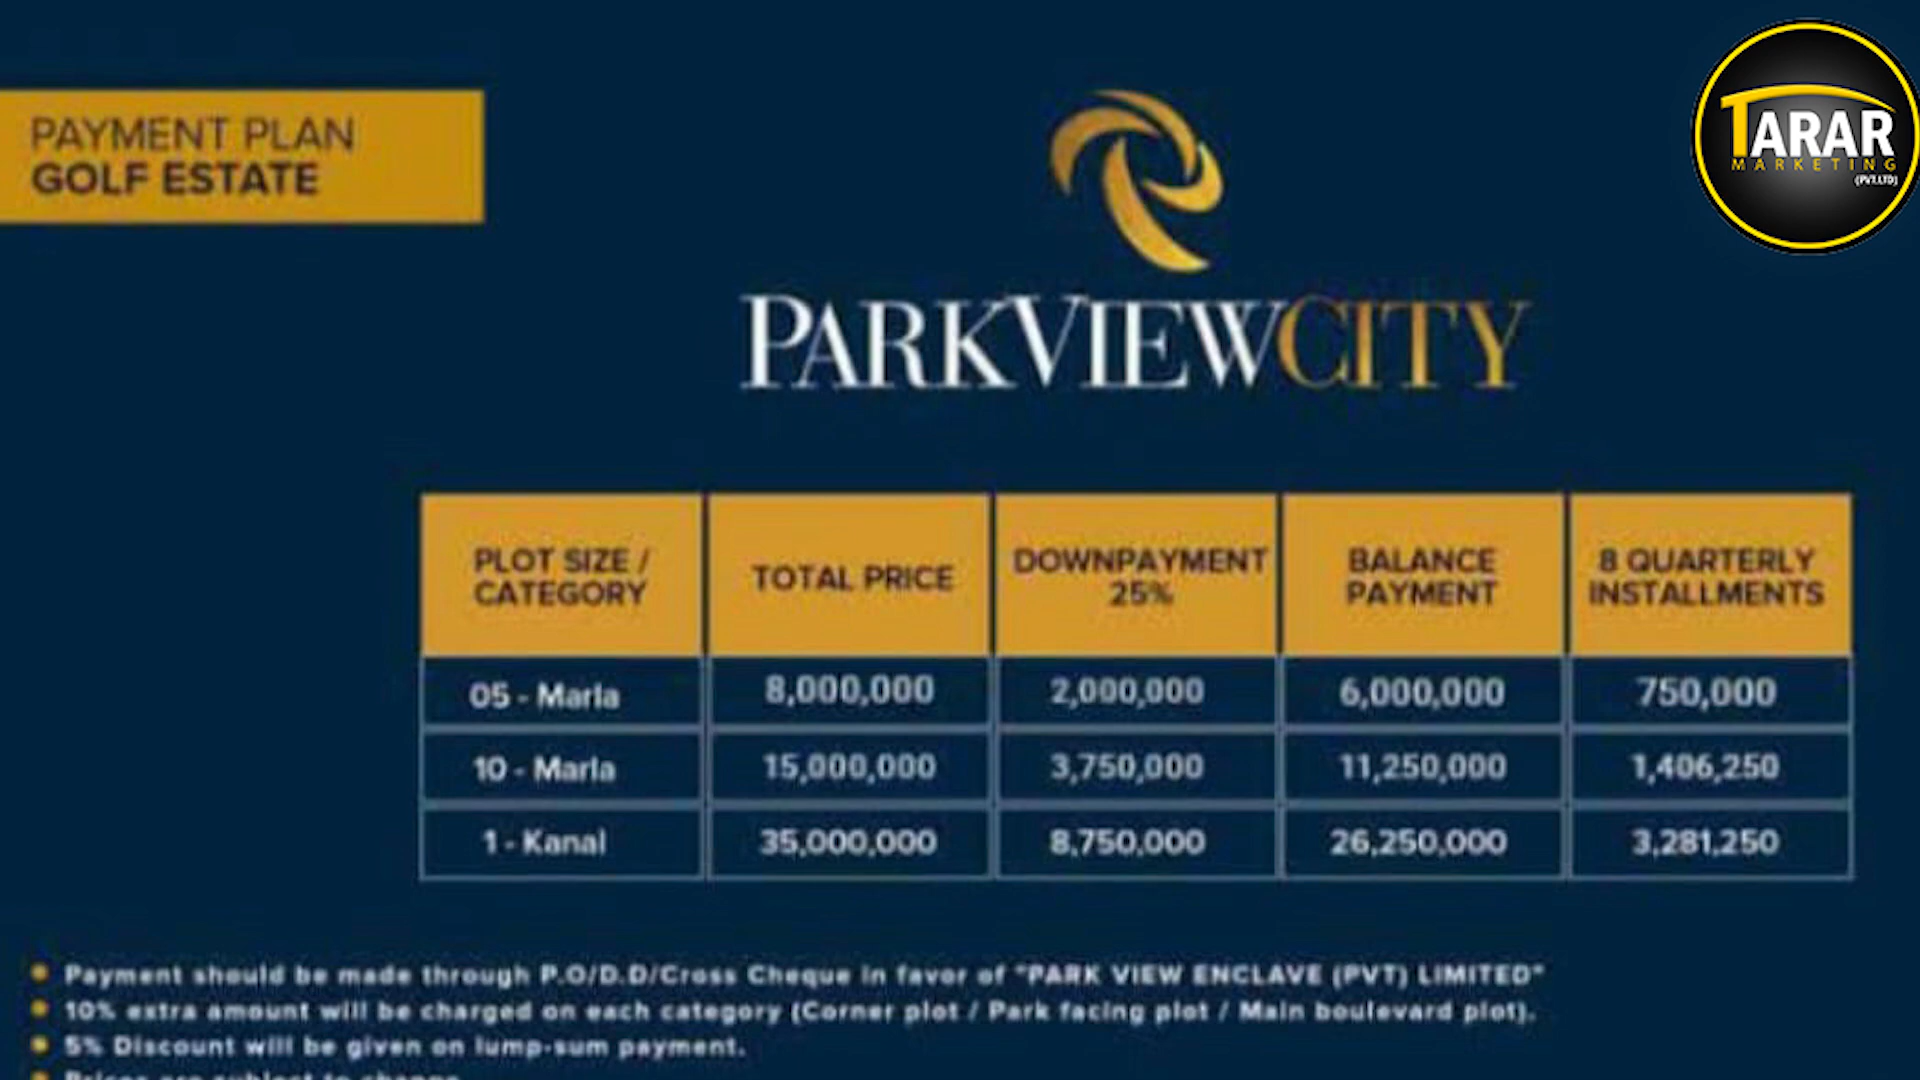 PAYMENT PLAN
GOLF ESTATE
TARAR
MARKETING
(PVT.LTD)
PARKVIEWCITY
PLOT SIZE / CATEGORY TOTAL PRICE DOWNPAYMENT 25% BALANCE PAYMENT 8 QUARTERLY INSTALLMENTS
05 - Marla 8,000,000 2,000,000 6,000,000 750,000
10 - Marla 15,000,000 3,750,000 11,250,000 1,406,250
1 - Kanal 35,000,000 8,750,000 26,250,000 3,281,250
Payment should be made through P.O/D.D/Cross Cheque in favor of "PARK VIEW ENCLAVE (PVT) LIMITED"
10% extra amount will be charged on each category (Corner plot / Park facing plot / Main boulevard plot).
5% Discount will be given on lump-sum payment.
Prices are subject to change